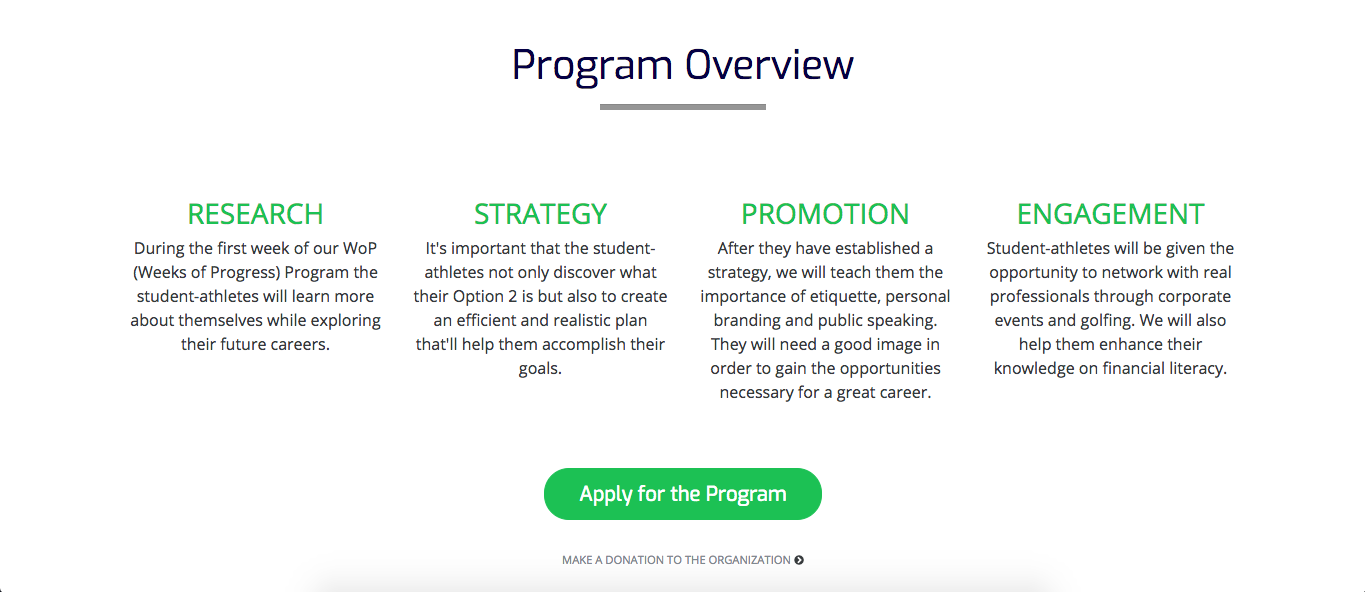 Program Overview
RESEARCH
During the first week of our WoP
(Weeks of Progress) Program the
student-athletes will learn more
about themselves while exploring
their future careers.
STRATEGY
It's important that the student-
athletes not only discover what
their Option 2 is but also to create
an efficient and realistic plan
that'll help them accomplish their
goals.
PROMOTION
After they have established a
strategy, we will teach them the
importance of etiquette, personal
branding and public speaking.
They will need a good image in
order to gain the opportunities
necessary for a great career.
ENGAGEMENT
Student-athletes will be given the
opportunity to network with real
professionals through corporate
events and golfing. We will also
help them enhance their
knowledge on financial literacy.
Apply for the Program
MAKE A DONATION TO THE ORGANIZATION